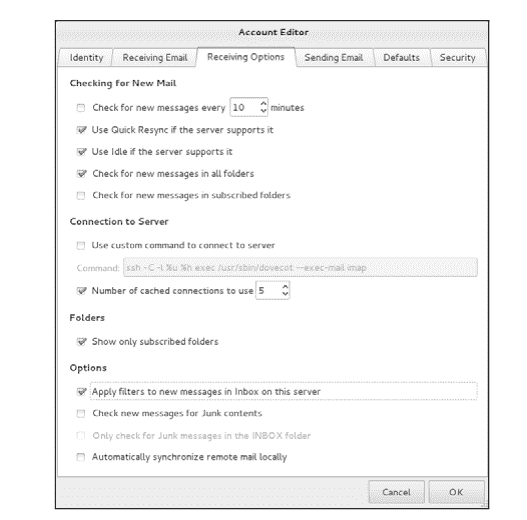 Account Editor
Identity Receiving Email Receiving Options Sending Email Defaults Security
Checking for New Mail
Check for new messages every 10 minutes
Use Quick Resync if the server supports it
Use Idle if the server supports it
Check for new messages in all folders
Check for new messages in subscribed folders
Connection to Server
Use custom command to connect to server
Command: ssh -C -l %u %h exec /usr/sbin/dovecot --exec-mail imap
Number of cached connections to use 5
Folders
Show only subscribed folders
Options
Apply filters to new messages in Inbox on this server
Check new messages for Junk contents
Only check for Junk messages in the INBOX folder
Automatically synchronize remote mail locally
Cancel OK